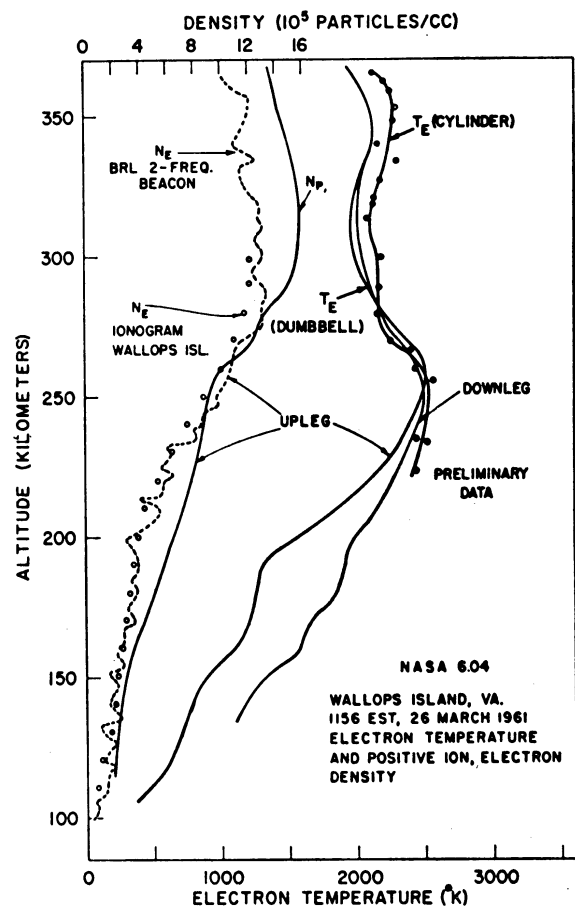 DENSITY (10⁵ PARTICLES/CC)
0 4 8 12 16
350
300
250
200
150
100
ALTITUDE (KILOMETERS)
N_E
BRL 2-FREQ.
BEACON
N_P
T_E (CYLINDER)
T_E
(DUMBBELL)
N_E
IONOGRAM
WALLOPS ISL.
UPLEG
DOWNLEG
PRELIMINARY
DATA
NASA 6.04
WALLOPS ISLAND, VA.
1156 EST, 26 MARCH 1961
ELECTRON TEMPERATURE
AND POSITIVE ION, ELECTRON
DENSITY
0 1000 2000 3000
ELECTRON TEMPERATURE (°K)